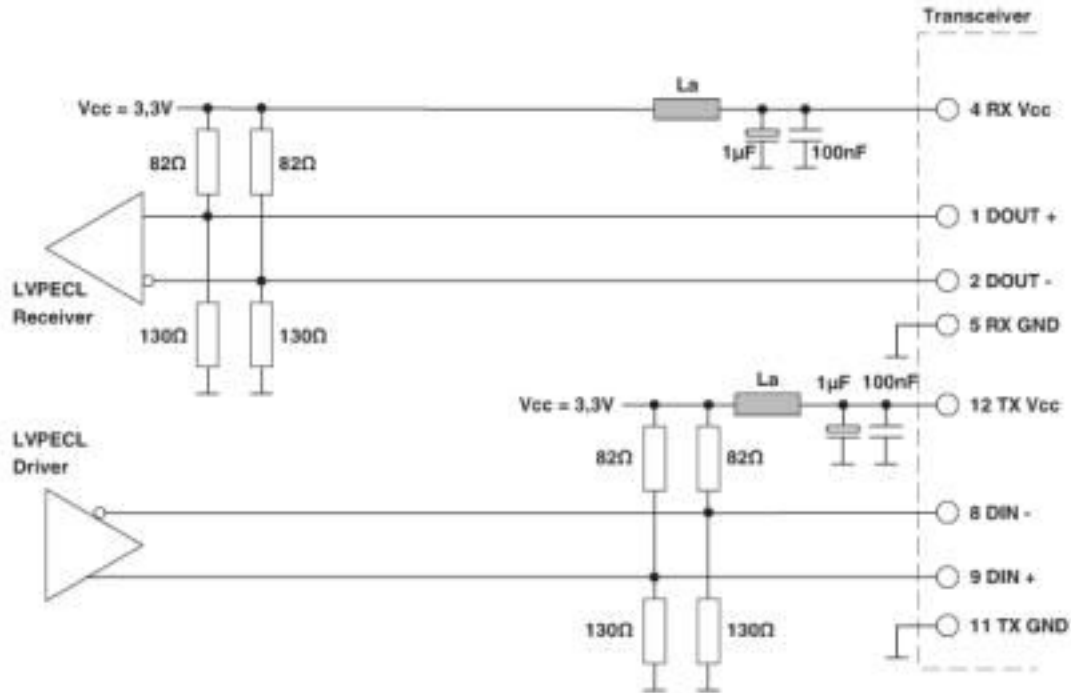 Transceiver
La
Vcc = 3,3V
4 RX Vcc
1µF
100nF
82Ω
82Ω
1 DOUT +
2 DOUT -
LVPECL
Receiver
5 RX GND
130Ω
130Ω
La
1µF
100nF
Vcc = 3,3V
12 TX Vcc
LVPECL
Driver
82Ω
82Ω
8 DIN -
9 DIN +
130Ω
130Ω
11 TX GND